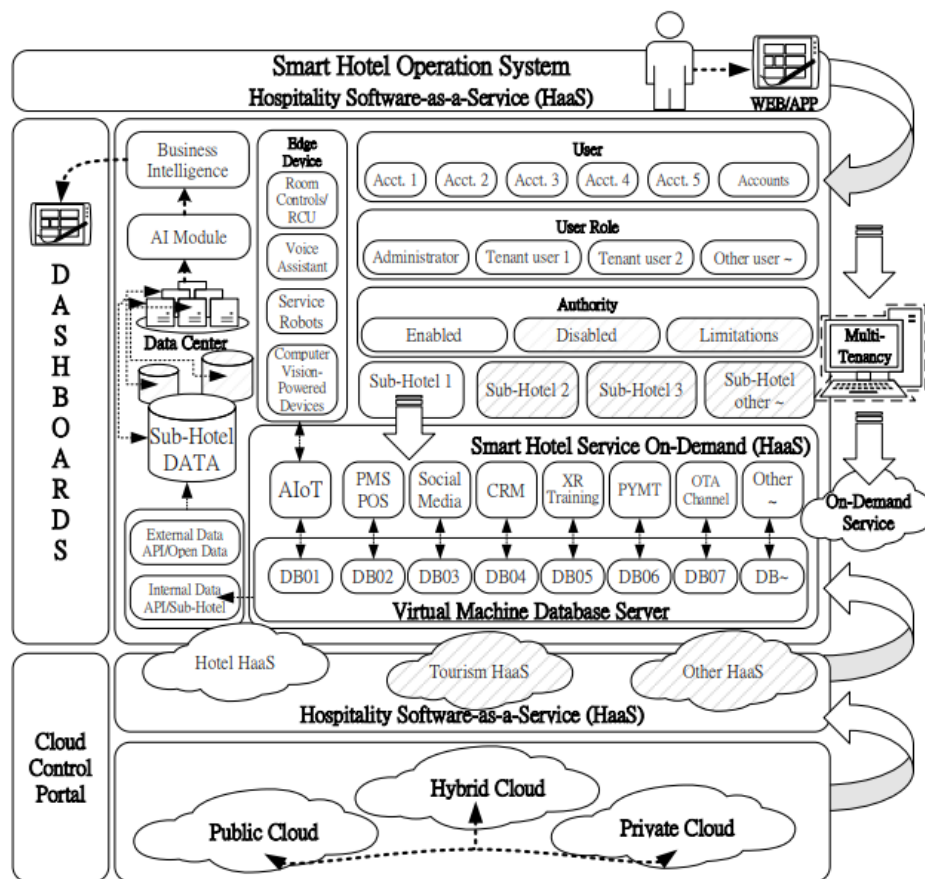 Smart Hotel Operation System
Hospitality Software-as-a-Service (HaaS)
WEB/APP
DASHBOARDS
Business
Intelligence
AI Module
Data Center
Sub-Hotel
DATA
External Data
API/Open Data
Internal Data
API/Sub-Hotel
Edge
Device
Room
Controls/
RCU
Voice
Assistant
Service
Robots
Computer
Vision-
Powered
Devices
User
Acct. 1
Acct. 2
Acct. 3
Acct. 4
Acct. 5
Accounts
User Role
Administrator
Tenant user 1
Tenant user 2
Other user ~
Authority
Enabled
Disabled
Limitations
Sub-Hotel 1
Sub-Hotel 2
Sub-Hotel 3
Sub-Hotel
other ~
Multi-
Tenancy
On-Demand
Service
Smart Hotel Service On-Demand (HaaS)
AIoT
PMS
POS
Social
Media
CRM
XR
Training
PYMT
OTA
Channel
Other
~
DB01
DB02
DB03
DB04
DB05
DB06
DB07
DB~
Virtual Machine Database Server
Hotel HaaS
Tourism HaaS
Other HaaS
Hospitality Software-as-a-Service (HaaS)
Cloud
Control
Portal
Public Cloud
Hybrid Cloud
Private Cloud